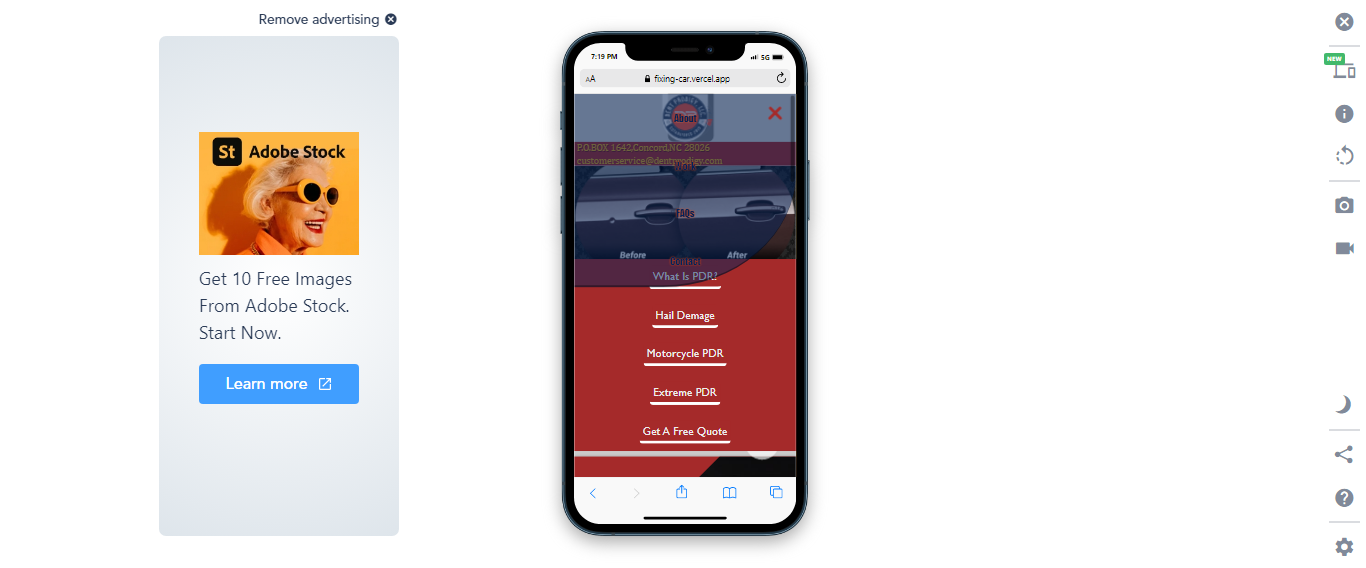 Remove advertising
St Adobe Stock
Get 10 Free Images
From Adobe Stock.
Start Now.
Learn more
7:19 PM
5G
AA
fixing-car.vercel.app
About
P.O.BOX 1642,Concord,NC 28026
customerservice@dentprodigy.com
Work
FAQs
Before
After
Contact
What Is PDR?
Hail Demage
Motorcycle PDR
Extreme PDR
Get A Free Quote
NEW